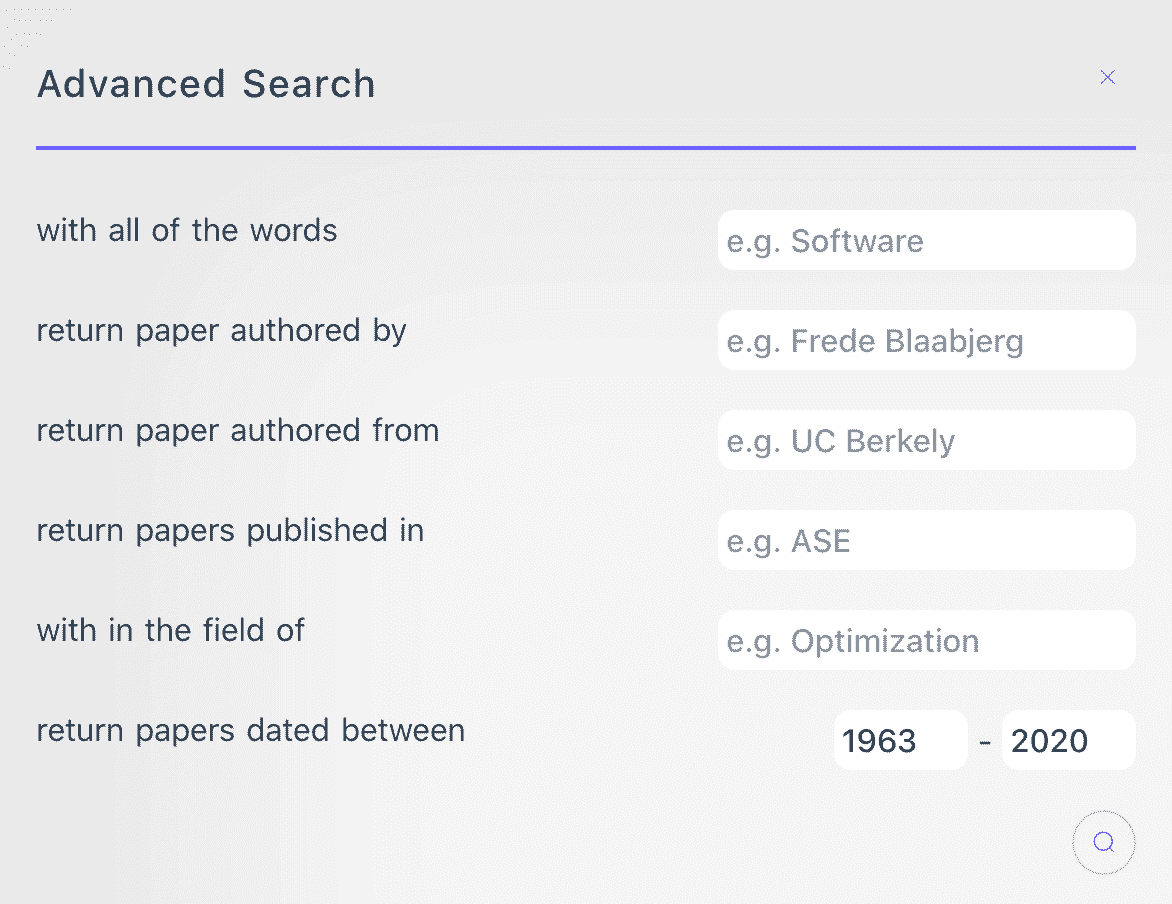 Advanced Search
with all of the words
e.g. Software
return paper authored by
e.g. Frede Blaabjerg
return paper authored from
e.g. UC Berkely
return papers published in
e.g. ASE
with in the field of
e.g. Optimization
return papers dated between
1963 - 2020